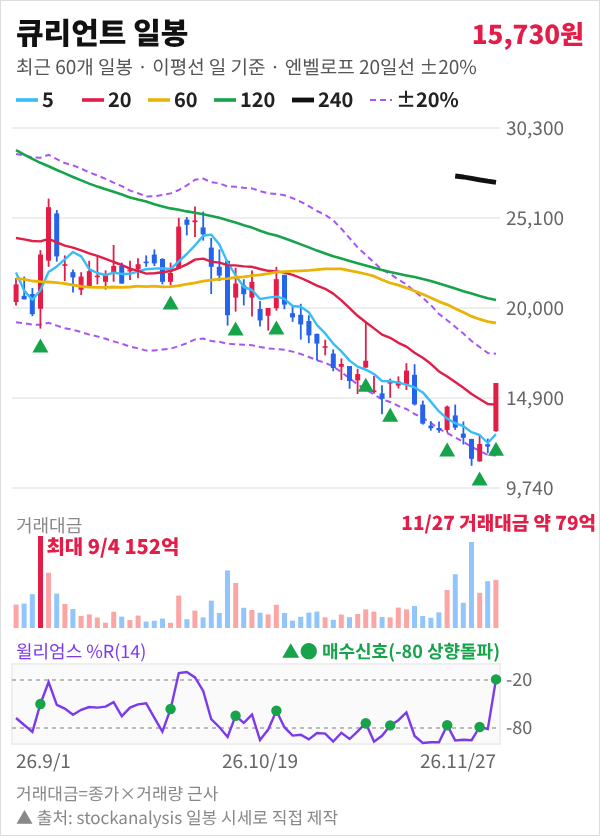 큐리언트 일봉
15,730원
최근 60개 일봉 · 이평선 일 기준 · 엔벨로프 20일선 ±20%
5 20 60 120 240 ±20%
30,300
25,100
20,000
14,900
9,740
거래대금
11/27 거래대금 약 79억
최대 9/4 152억
윌리엄스 %R(14)
▲● 매수신호(-80 상향돌파)
-20
-80
26.9/1 26.10/19 26.11/27
거래대금=종가×거래량 근사
▲ 출처: stockanalysis 일봉 시세로 직접 제작